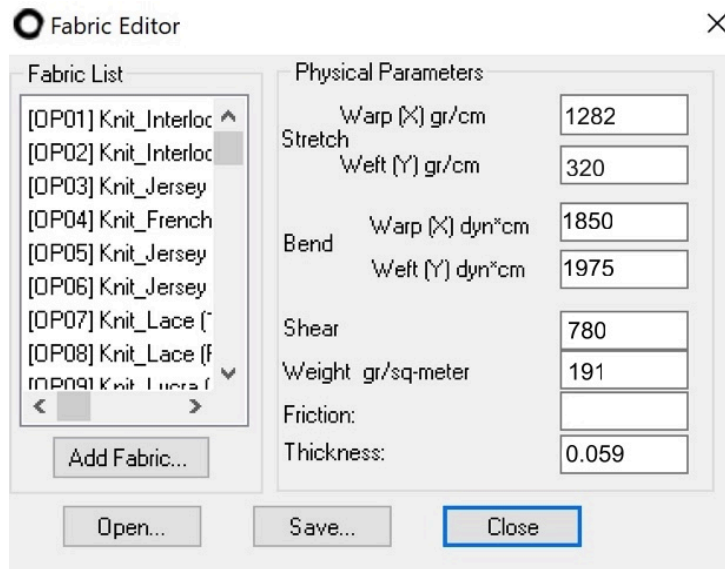 Fabric Editor
Fabric List
[OP01] Knit_Interloc
[OP02] Knit_Interloc
[OP03] Knit_Jersey
[OP04] Knit_French
[OP05] Knit_Jersey
[OP06] Knit_Jersey
[OP07] Knit_Lace (
[OP08] Knit_Lace (F
[OP09] Knit_Lucra (
Add Fabric...
Physical Parameters
Stretch
Warp (X) gr/cm 1282
Weft (Y) gr/cm 320
Bend
Warp (X) dyn*cm 1850
Weft (Y) dyn*cm 1975
Shear 780
Weight gr/sq-meter 191
Friction:
Thickness: 0.059
Open... Save... Close